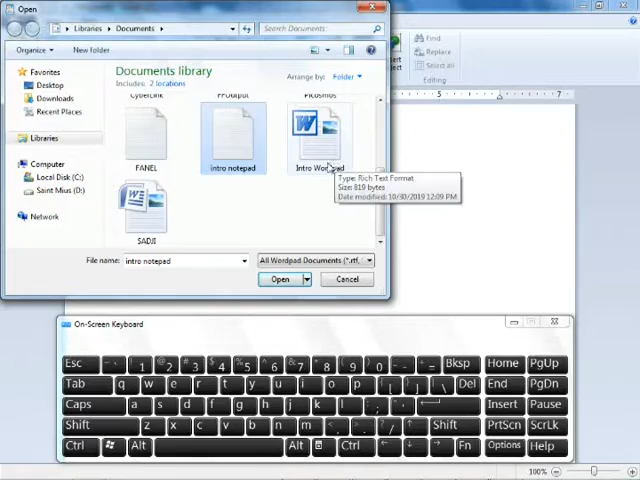 Open
Libraries ▸ Documents ▸
Search Documents
Organize
New folder
Favorites
Desktop
Downloads
Recent Places
Libraries
Computer
Local Disk (C:)
Saint Mius (D:)
Network
Documents library
Includes: 2 locations
Arrange by: Folder
FANEL
intro notepad
Intro Wordpad
SADJI
Type: Rich Text Format
Size: 819 bytes
Date modified: 10/30/2019 12:09 PM
File name: intro notepad
All Wordpad Documents (*.rtf,
Open
Cancel
Find
Replace
Select all
Editing
5 6 7
On-Screen Keyboard
Esc 1 2 3 4 5 6 7 8 9 0 - = Bksp Home PgUp
Tab q w e r t y u i o p [ ] \ Del End PgDn
Caps a s d f g h j k l ; ' Insert Pause
Shift z x c v b n m , . / Shift PrtScn ScrLk
Ctrl Alt Alt Ctrl Fn Options Help
100%